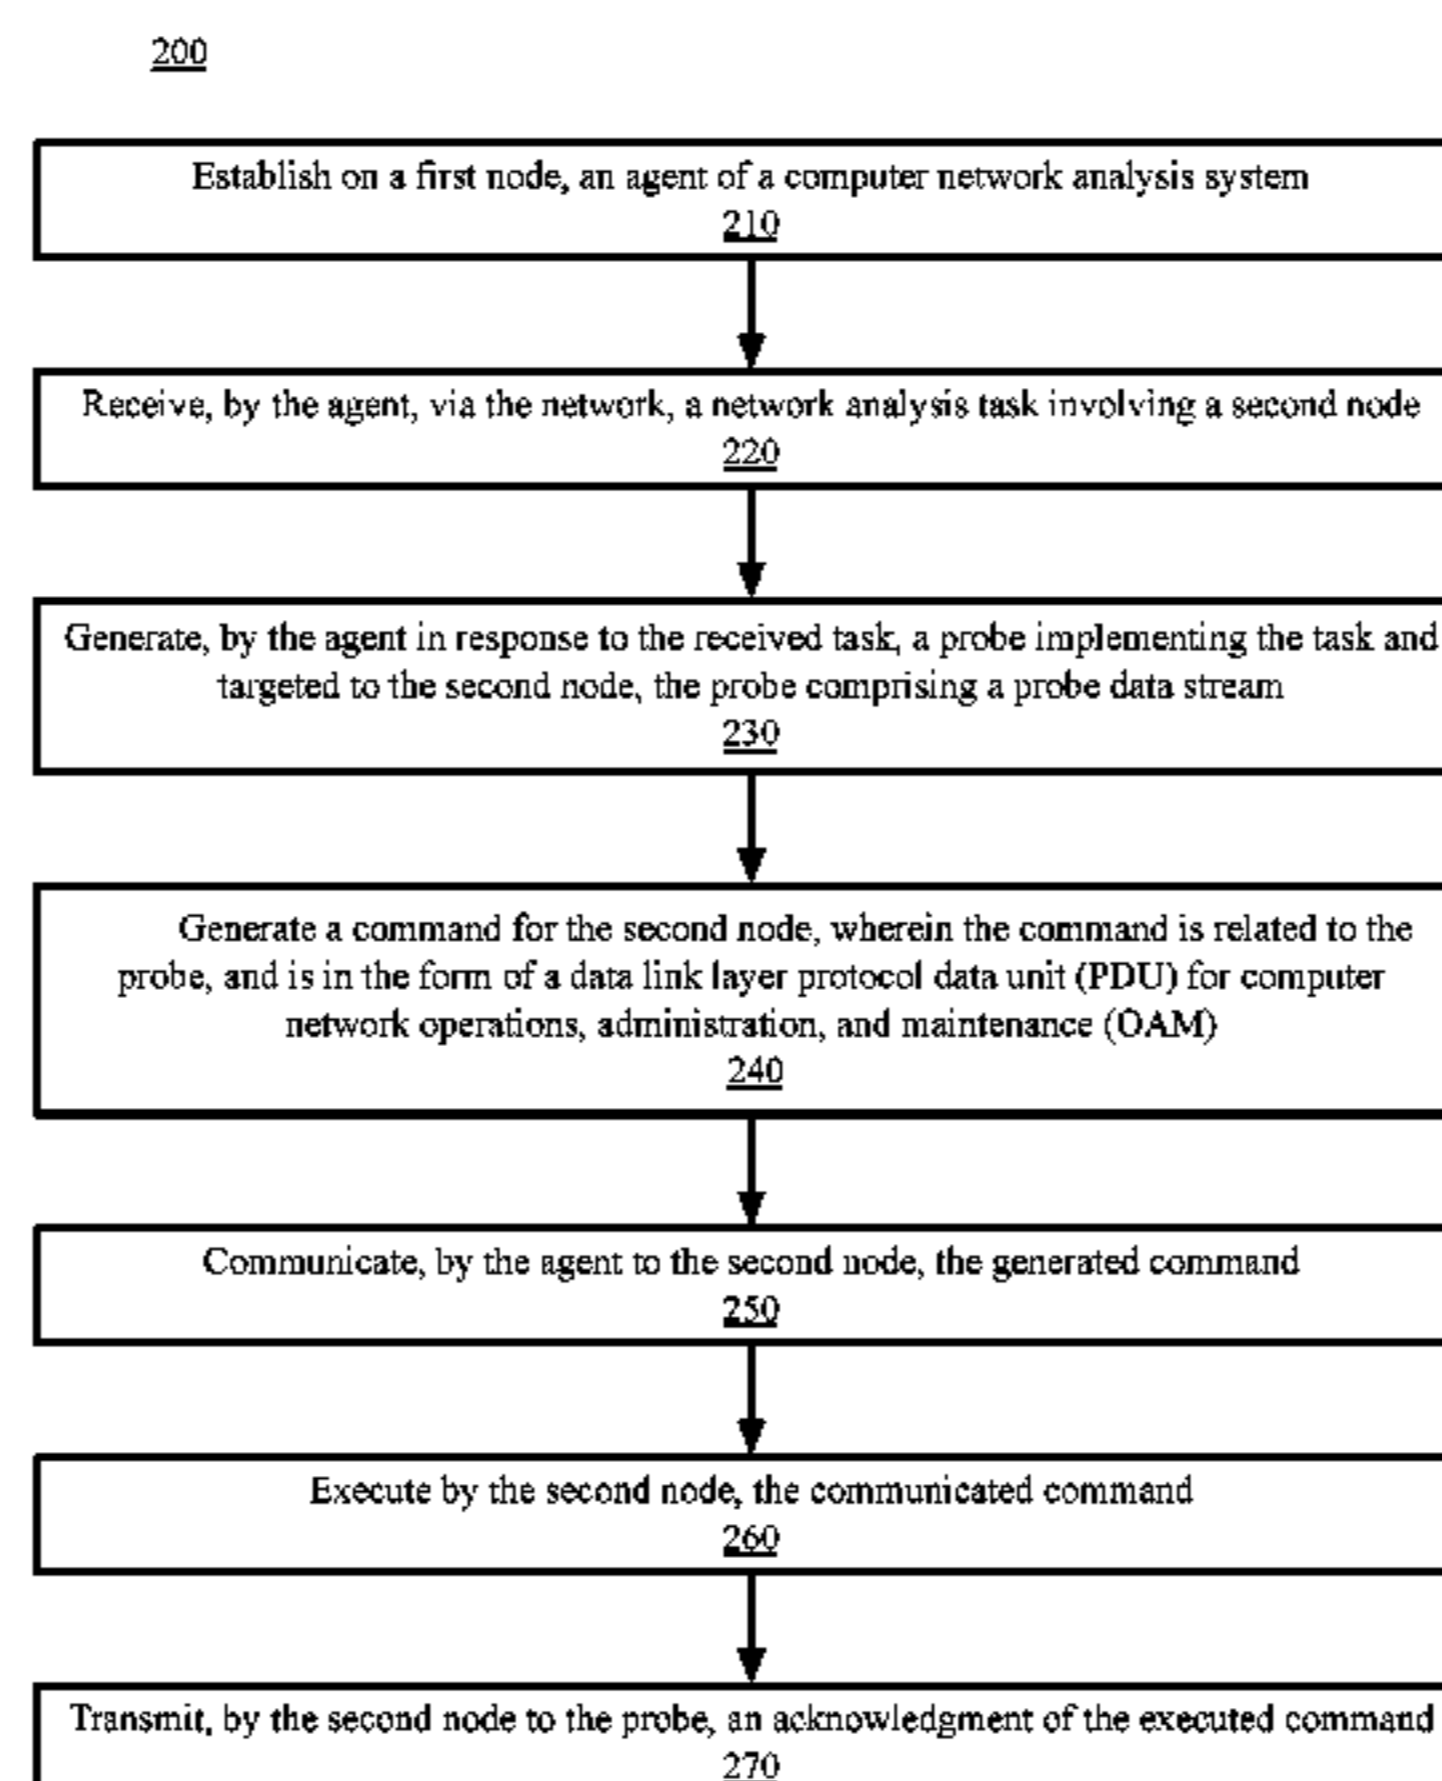 200
Establish on a first node, an agent of a computer network analysis system
210
Receive, by the agent, via the network, a network analysis task involving a second node
220
Generate, by the agent in response to the received task, a probe implementing the task and
targeted to the second node, the probe comprising a probe data stream
230
Generate a command for the second node, wherein the command is related to the
probe, and is in the form of a data link layer protocol data unit (PDU) for computer
network operations, administration, and maintenance (OAM)
240
Communicate, by the agent to the second node, the generated command
250
Execute by the second node, the communicated command
260
Transmit, by the second node to the probe, an acknowledgment of the executed command
270